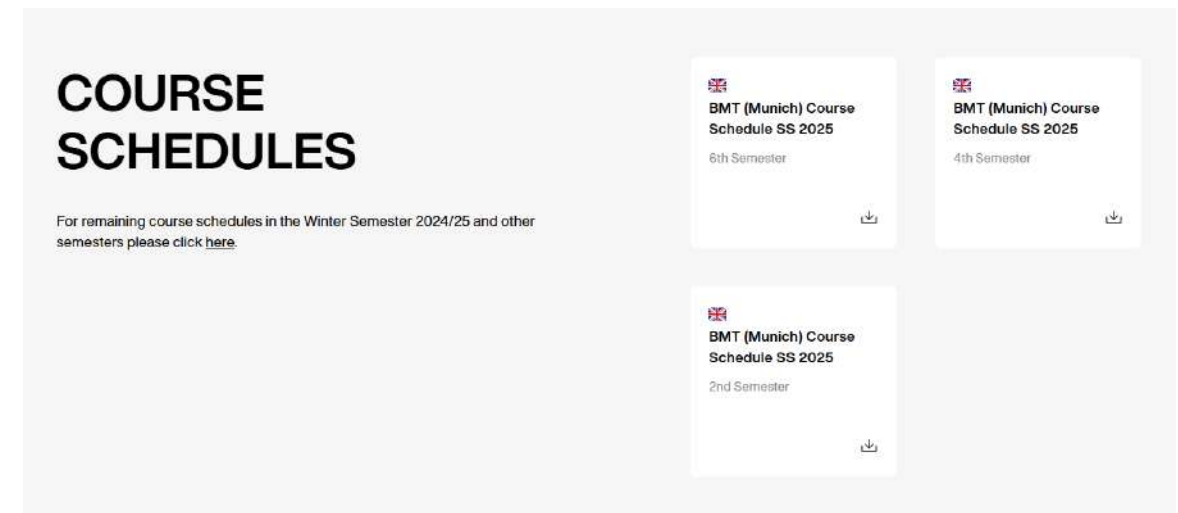 COURSE
SCHEDULES
For remaining course schedules in the Winter Semester 2024/25 and other
semesters please click here.
BMT (Munich) Course
Schedule SS 2025
6th Semester
BMT (Munich) Course
Schedule SS 2025
4th Semester
BMT (Munich) Course
Schedule SS 2025
2nd Semester